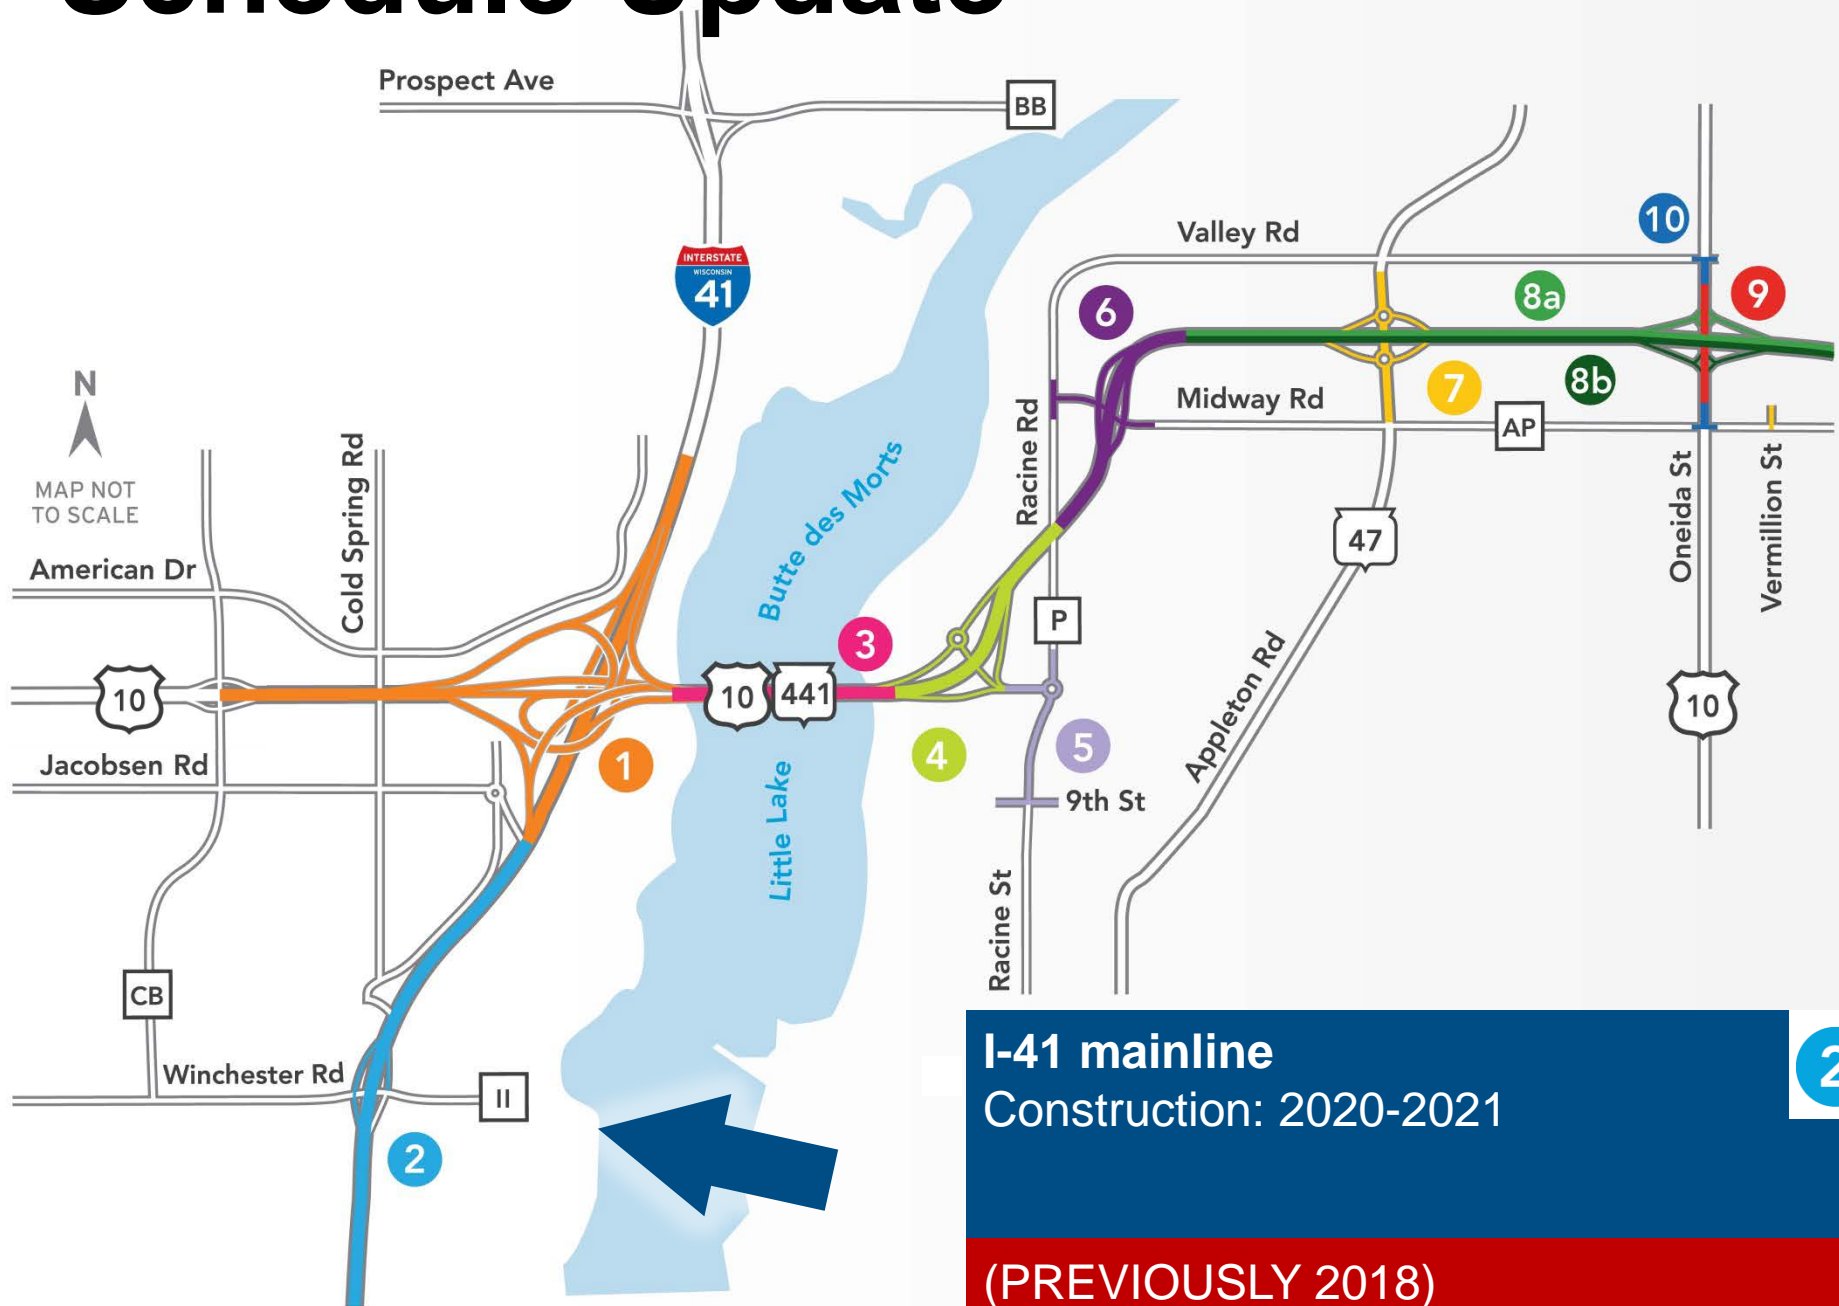 Schedule Update
Prospect Ave
BB
INTERSTATE
WISCONSIN
41
Valley Rd
10
8a
9
6
8b
7
Midway Rd
AP
N
MAP NOT
TO SCALE
American Dr
Cold Spring Rd
Butte des Morts
Racine Rd
47
Oneida St
Vermillion St
P
3
10
10
441
10
Appleton Rd
Jacobsen Rd
1
4
5
9th St
Little Lake
Racine St
CB
Winchester Rd
II
2
I-41 mainline
2
Construction: 2020-2021
(PREVIOUSLY 2018)